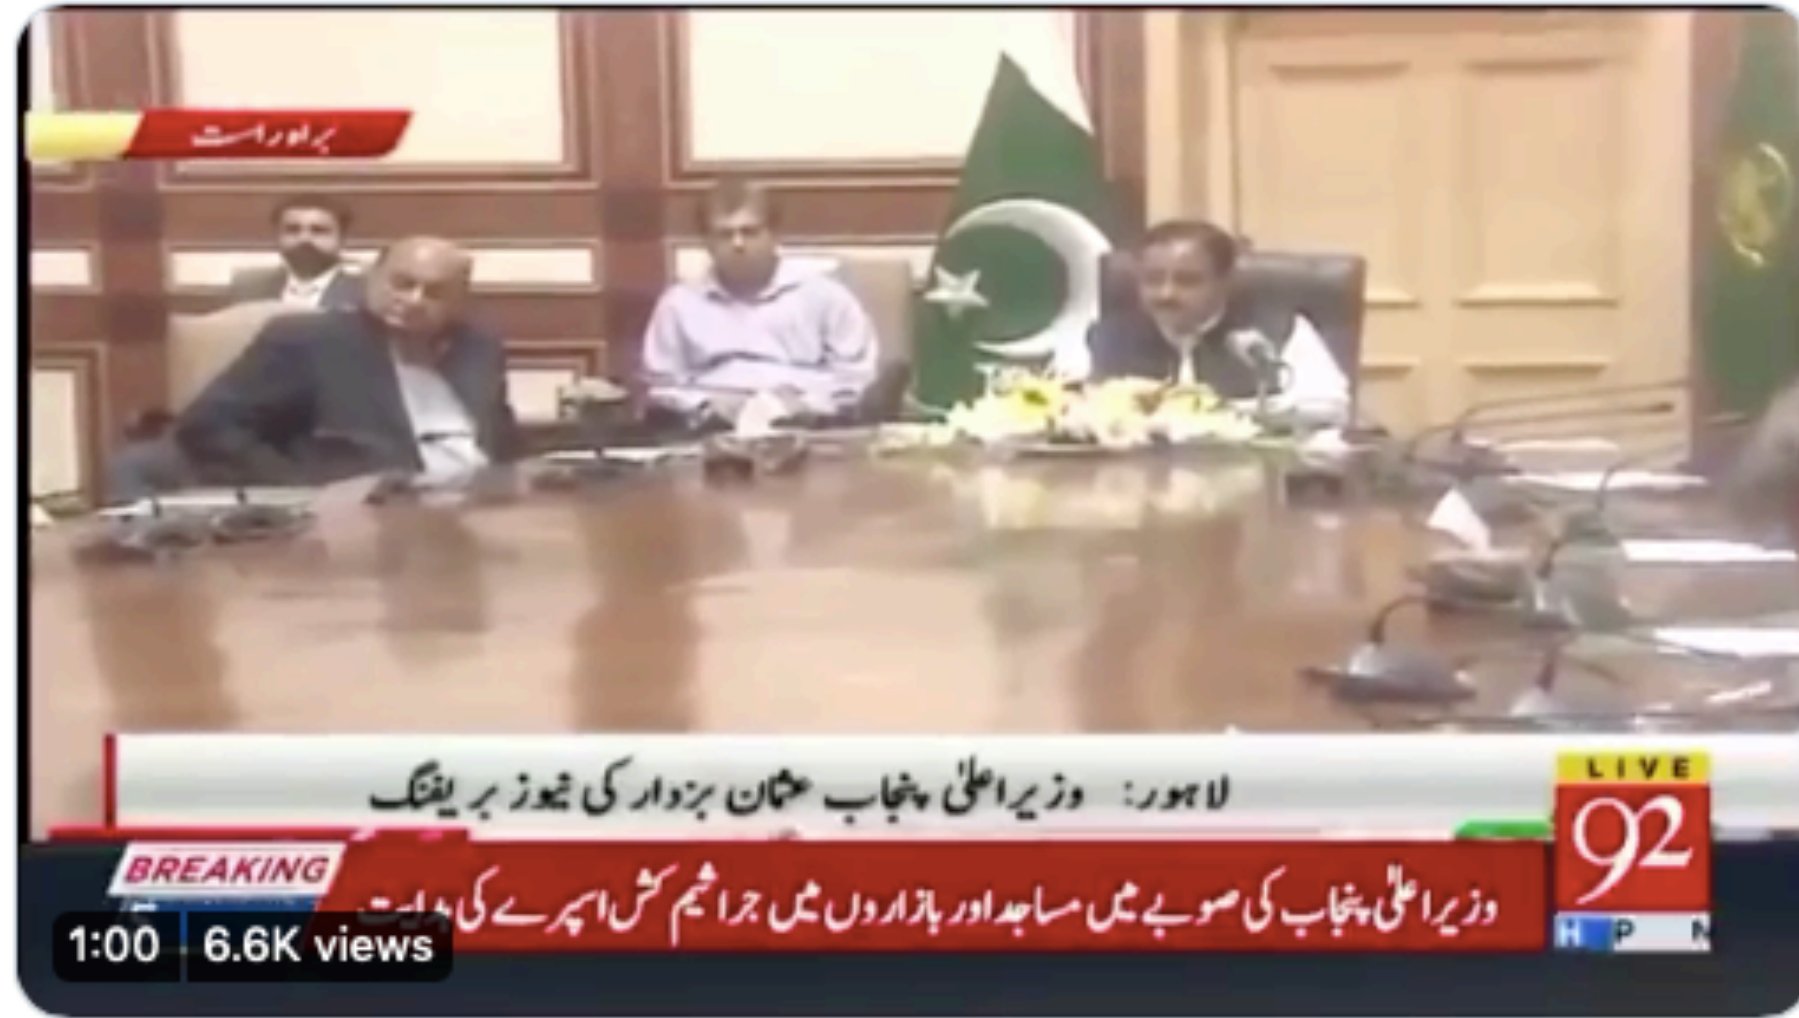 براہ راست
لاہور: وزیراعلیٰ پنجاب عثمان بزدار کی نیوز بریفنگ
LIVE
92
BREAKING
وزیراعلیٰ پنجاب کی صوبے میں مساجد اور بازاروں میں جراثیم کش اسپرے کی ہدایت
1:00 6.6K views